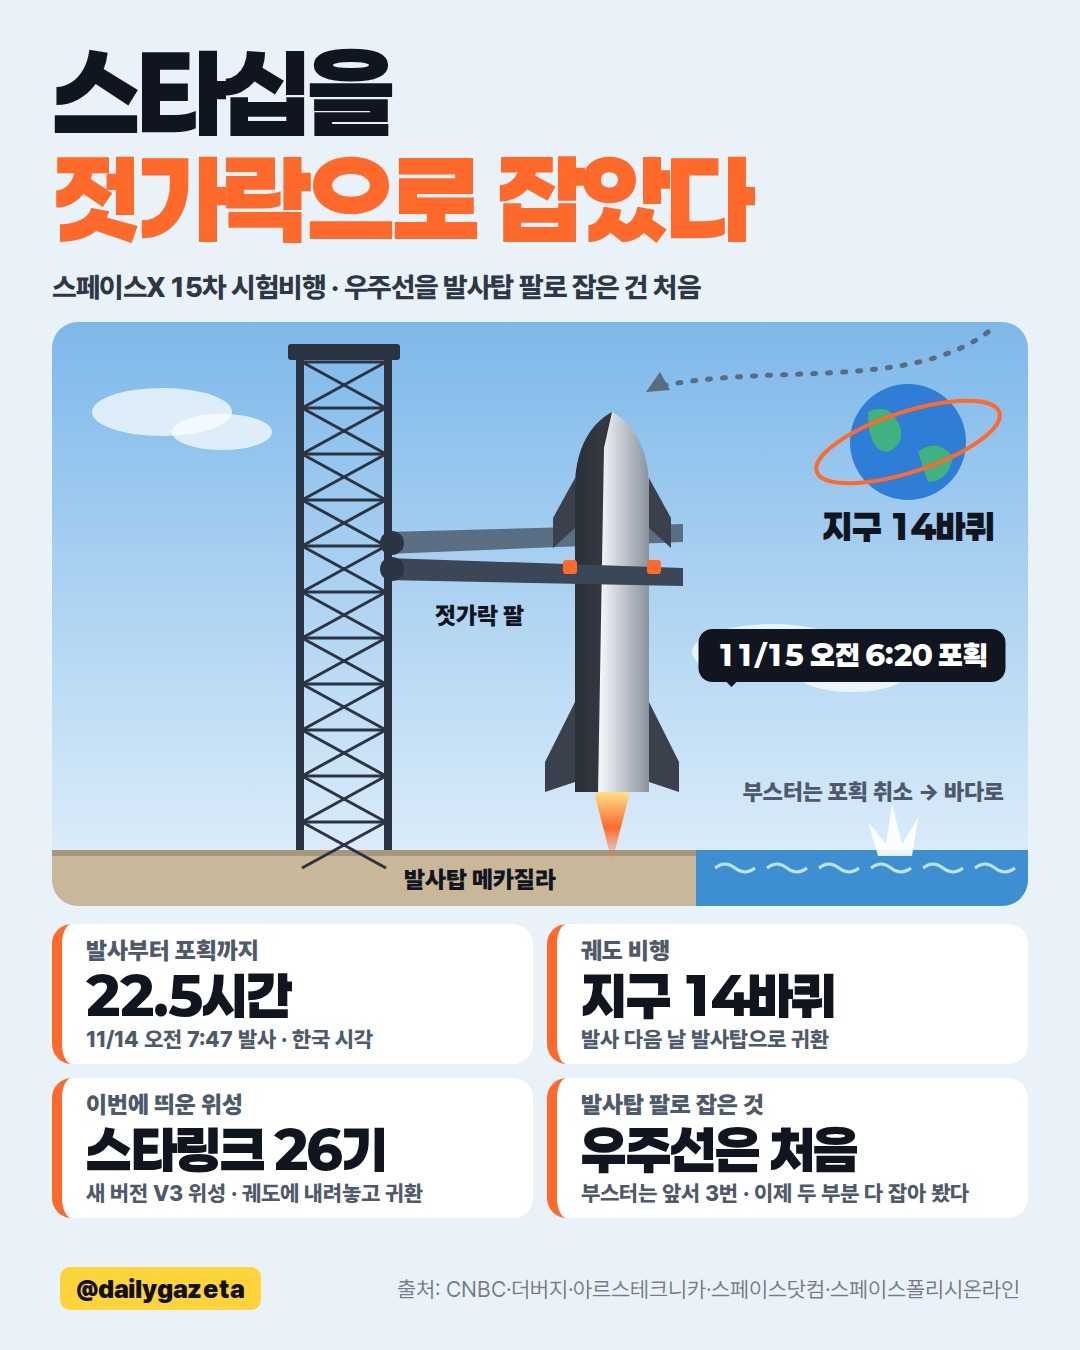 스타십을
젓가락으로 잡았다
스페이스X 15차 시험비행 · 우주선을 발사탑 팔로 잡은 건 처음
지구 14바퀴
젓가락 팔
11/15 오전 6:20 포획
부스터는 포획 취소 → 바다로
발사탑 메카질라
발사부터 포획까지
22.5시간
11/14 오전 7:47 발사 · 한국 시각
궤도 비행
지구 14바퀴
발사 다음 날 발사탑으로 귀환
이번에 띄운 위성
스타링크 26기
새 버전 V3 위성 · 궤도에 내려놓고 귀환
발사탑 팔로 잡은 것
우주선은 처음
부스터는 앞서 3번 · 이제 두 부분 다 잡아 봤다
@dailygazeta
출처: CNBC·더버지·아르스테크니카·스페이스닷컴·스페이스폴리시온라인